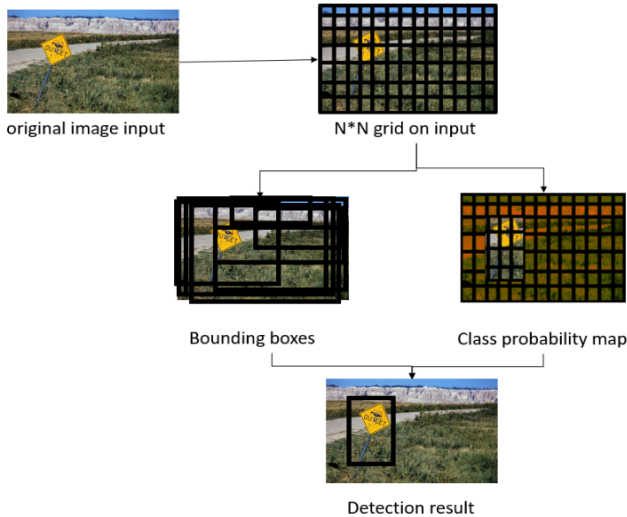 original image input
N*N grid on input
Bounding boxes
Class probability map
Detection result